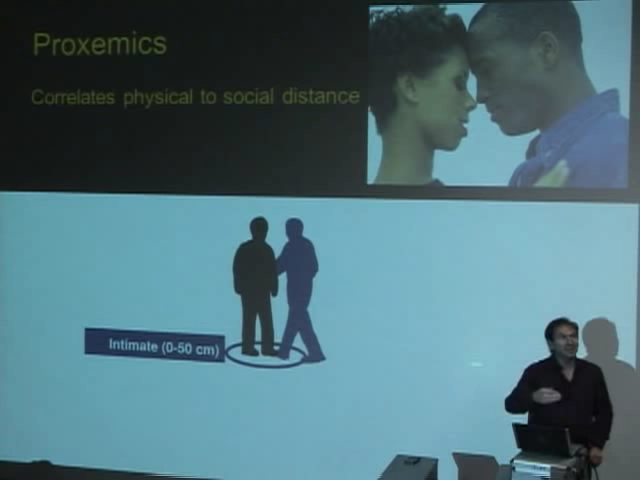 Proxemics
Correlates physical to social distance
Intimate (0-50 cm)